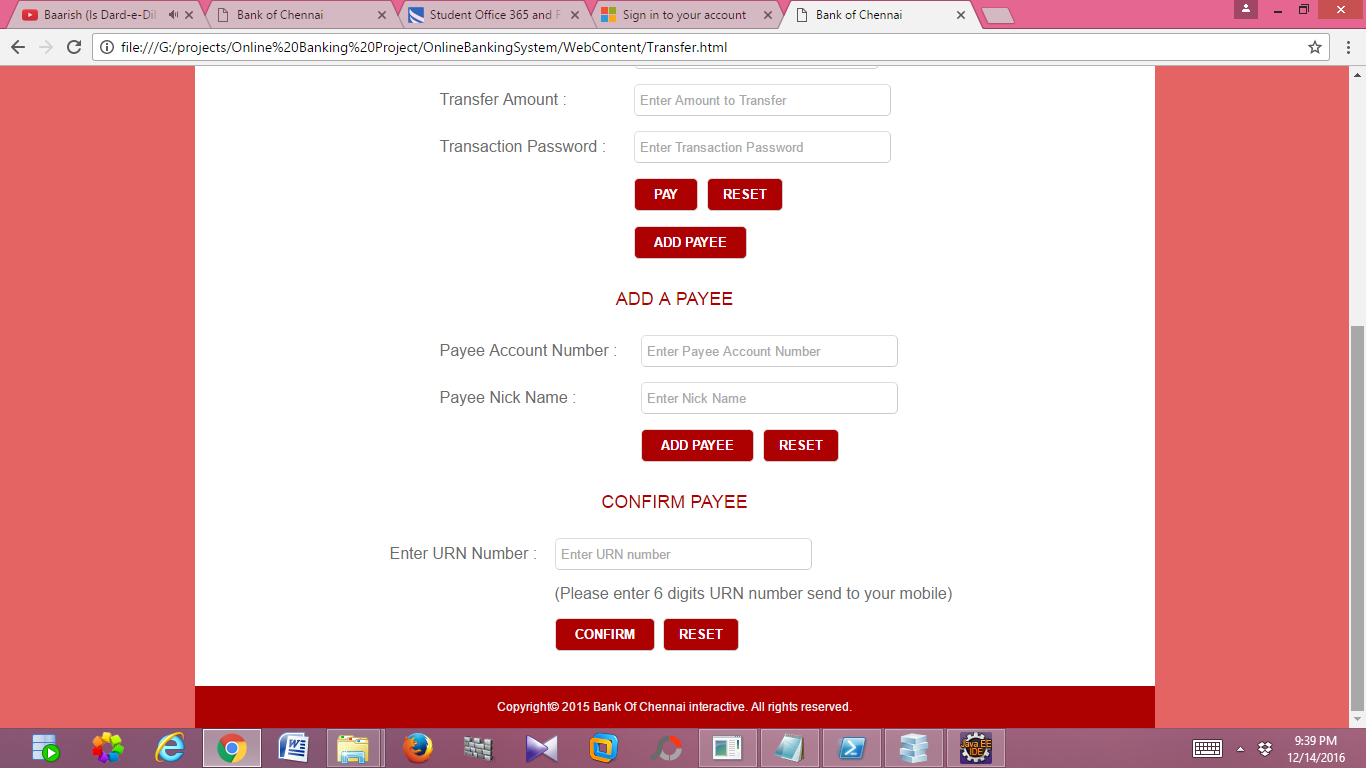 Baarish (Is Dard-e-Dil Bank of Chennai Student Office 365 and F Sign in to your account Bank of Chennai
file:///G:/projects/Online%20Banking%20Project/OnlineBankingSystem/WebContent/Transfer.html
Transfer Amount : Enter Amount to Transfer
Transaction Password : Enter Transaction Password
PAY RESET
ADD PAYEE
ADD A PAYEE
Payee Account Number : Enter Payee Account Number
Payee Nick Name : Enter Nick Name
ADD PAYEE RESET
CONFIRM PAYEE
Enter URN Number : Enter URN number
(Please enter 6 digits URN number send to your mobile)
CONFIRM RESET
Copyright© 2015 Bank Of Chennai interactive. All rights reserved.
Java EE
IDE
9:39 PM
12/14/2016